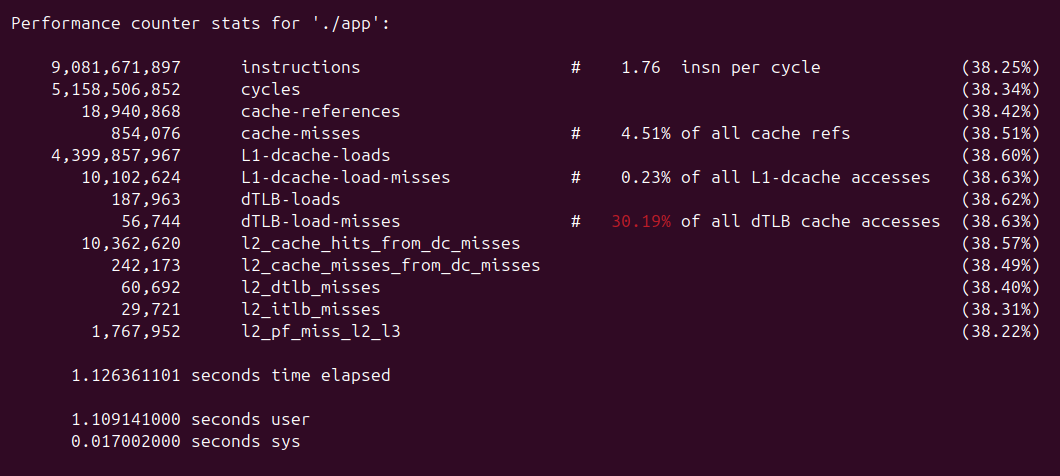 Performance counter stats for './app':
9,081,671,897 instructions # 1.76 insn per cycle (38.25%)
5,158,506,852 cycles (38.34%)
18,940,868 cache-references (38.42%)
854,076 cache-misses # 4.51% of all cache refs (38.51%)
4,399,857,967 L1-dcache-loads (38.60%)
10,102,624 L1-dcache-load-misses # 0.23% of all L1-dcache accesses (38.63%)
187,963 dTLB-loads (38.62%)
56,744 dTLB-load-misses # 30.19% of all dTLB cache accesses (38.63%)
10,362,620 l2_cache_hits_from_dc_misses (38.57%)
242,173 l2_cache_misses_from_dc_misses (38.49%)
60,692 l2_dtlb_misses (38.40%)
29,721 l2_itlb_misses (38.31%)
1,767,952 l2_pf_miss_l2_l3 (38.22%)
1.126361101 seconds time elapsed
1.109141000 seconds user
0.017002000 seconds sys